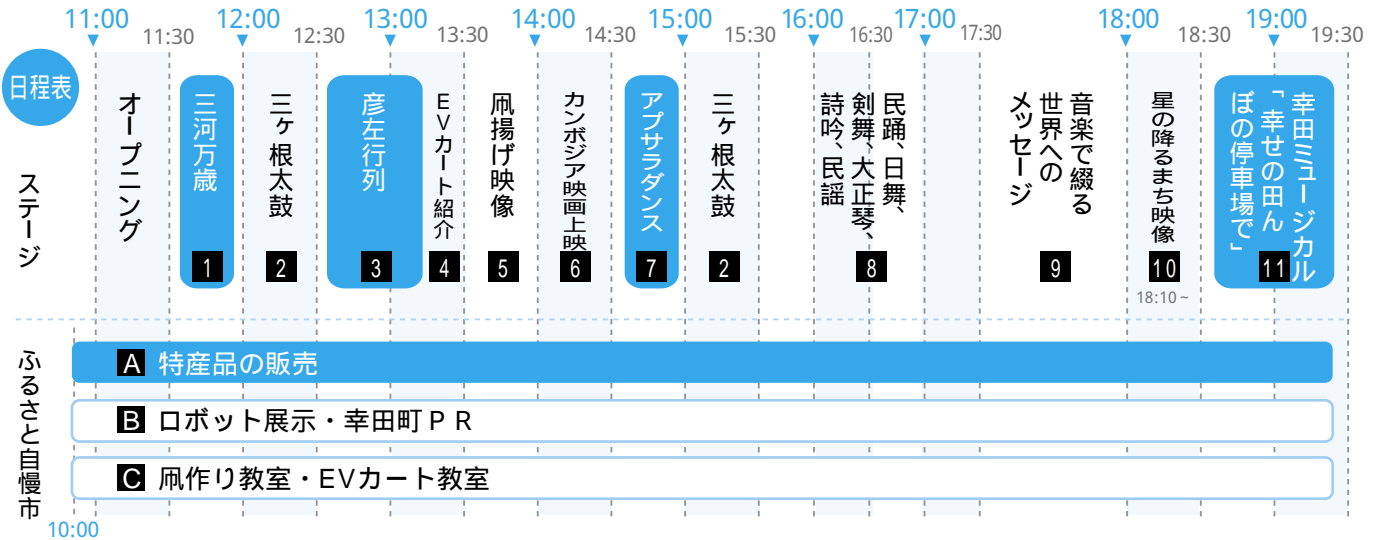 11:00
12:00
13:00
14:00
15:00
16:00
17:00
18:00
19:00
11:30
12:30
13:30
14:30
15:30
16:30
17:30
18:30
19:30
日程表
ステージ
オープニング
三河万歳
1
三ヶ根太鼓
2
彦左行列
3
EVカート紹介
4
凧揚げ映像
5
カンボジア映画上映
6
アプサラダンス
7
三ヶ根太鼓
2
民踊、日舞、
剣舞、大正琴、
詩吟、民謡
8
音楽で綴る
世界への
メッセージ
9
星の降るまち映像
10
18:10~
幸田ミュージカル
「幸せの田ん
ぼの停車場で」
11
ふるさと自慢市
A 特産品の販売
B ロボット展示・幸田町PR
C 凧作り教室・EVカート教室
10:00